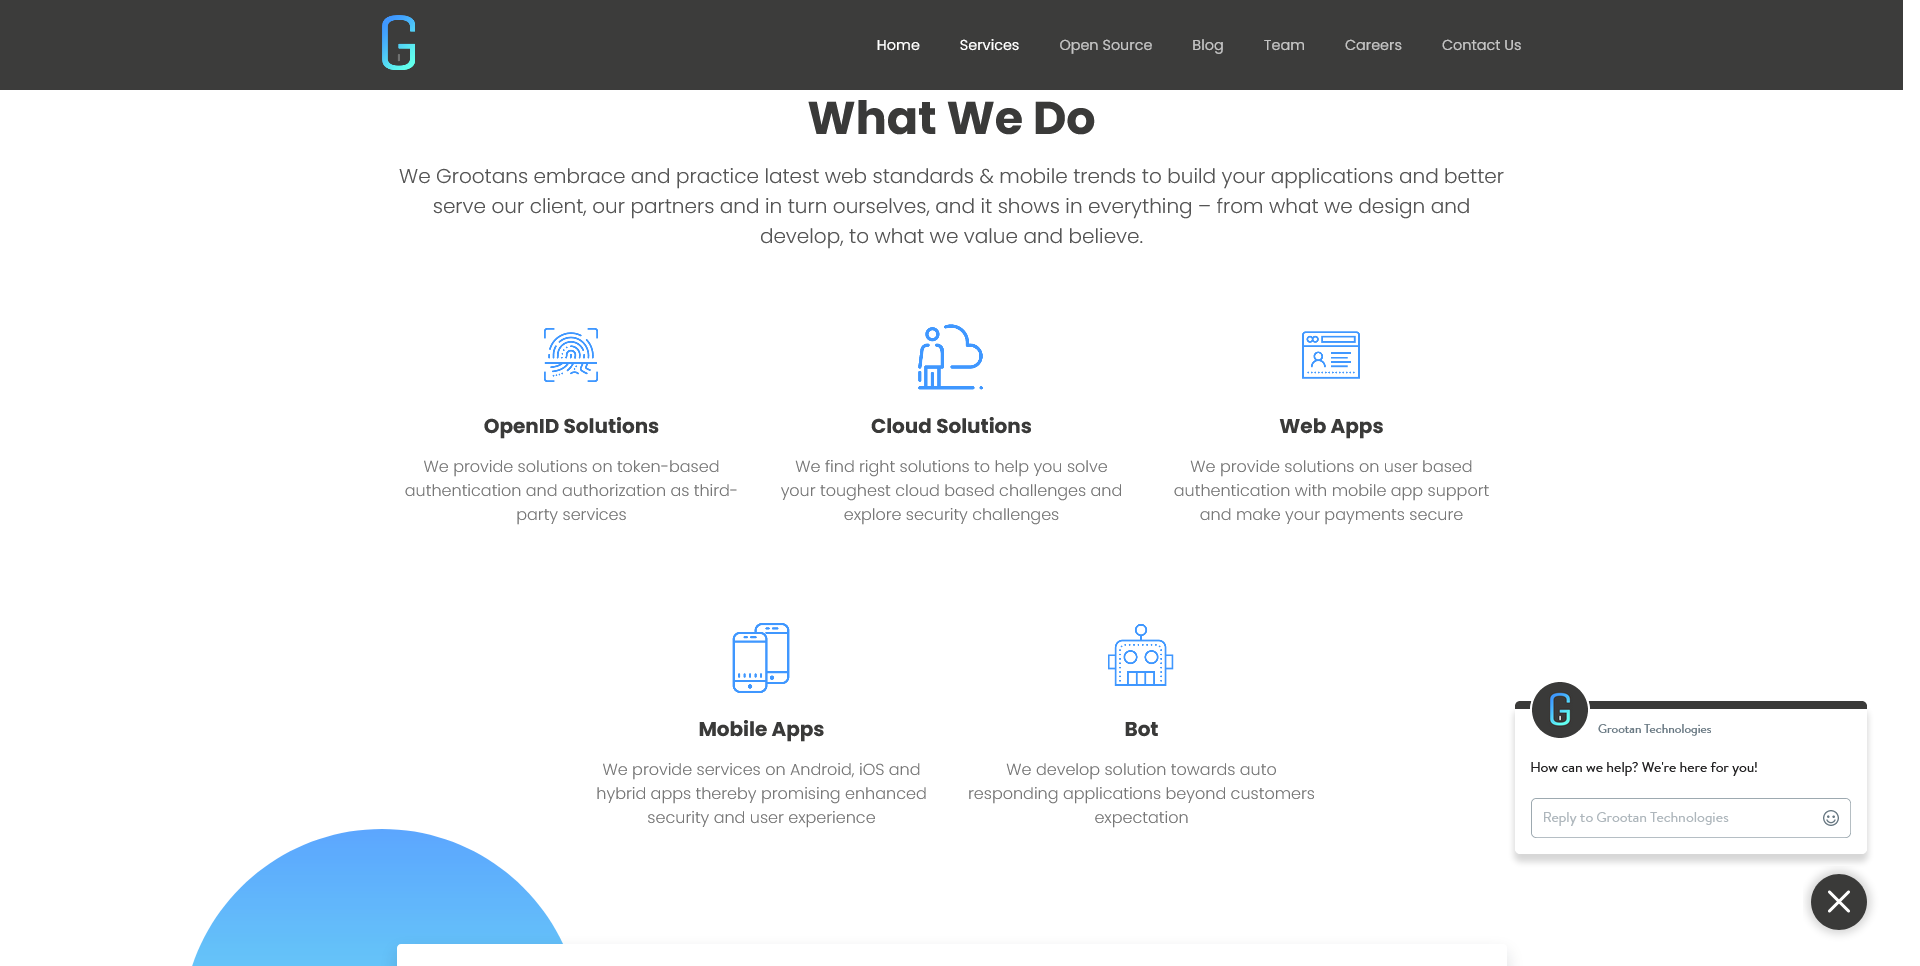 G
Home Services Open Source Blog Team Careers Contact Us
What We Do
We Grootans embrace and practice latest web standards & mobile trends to build your applications and better
serve our client, our partners and in turn ourselves, and it shows in everything – from what we design and
develop, to what we value and believe.
OpenID Solutions
We provide solutions on token-based
authentication and authorization as third-
party services
Cloud Solutions
We find right solutions to help you solve
your toughest cloud based challenges and
explore security challenges
Web Apps
We provide solutions on user based
authentication with mobile app support
and make your payments secure
Mobile Apps
We provide services on Android, iOS and
hybrid apps thereby promising enhanced
security and user experience
Bot
We develop solution towards auto
responding applications beyond customers
expectation
G
Grootan Technologies
How can we help? We're here for you!
Reply to Grootan Technologies